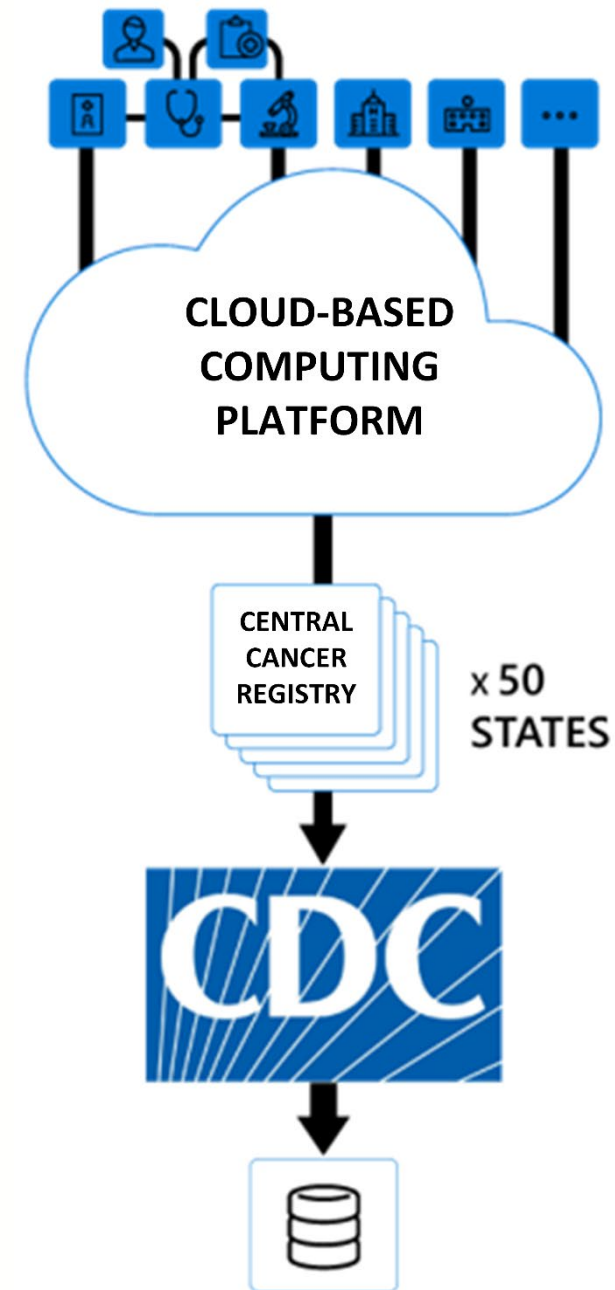 CLOUD-BASED
COMPUTING
PLATFORM
CENTRAL
CANCER
REGISTRY
x 50
STATES
CDC